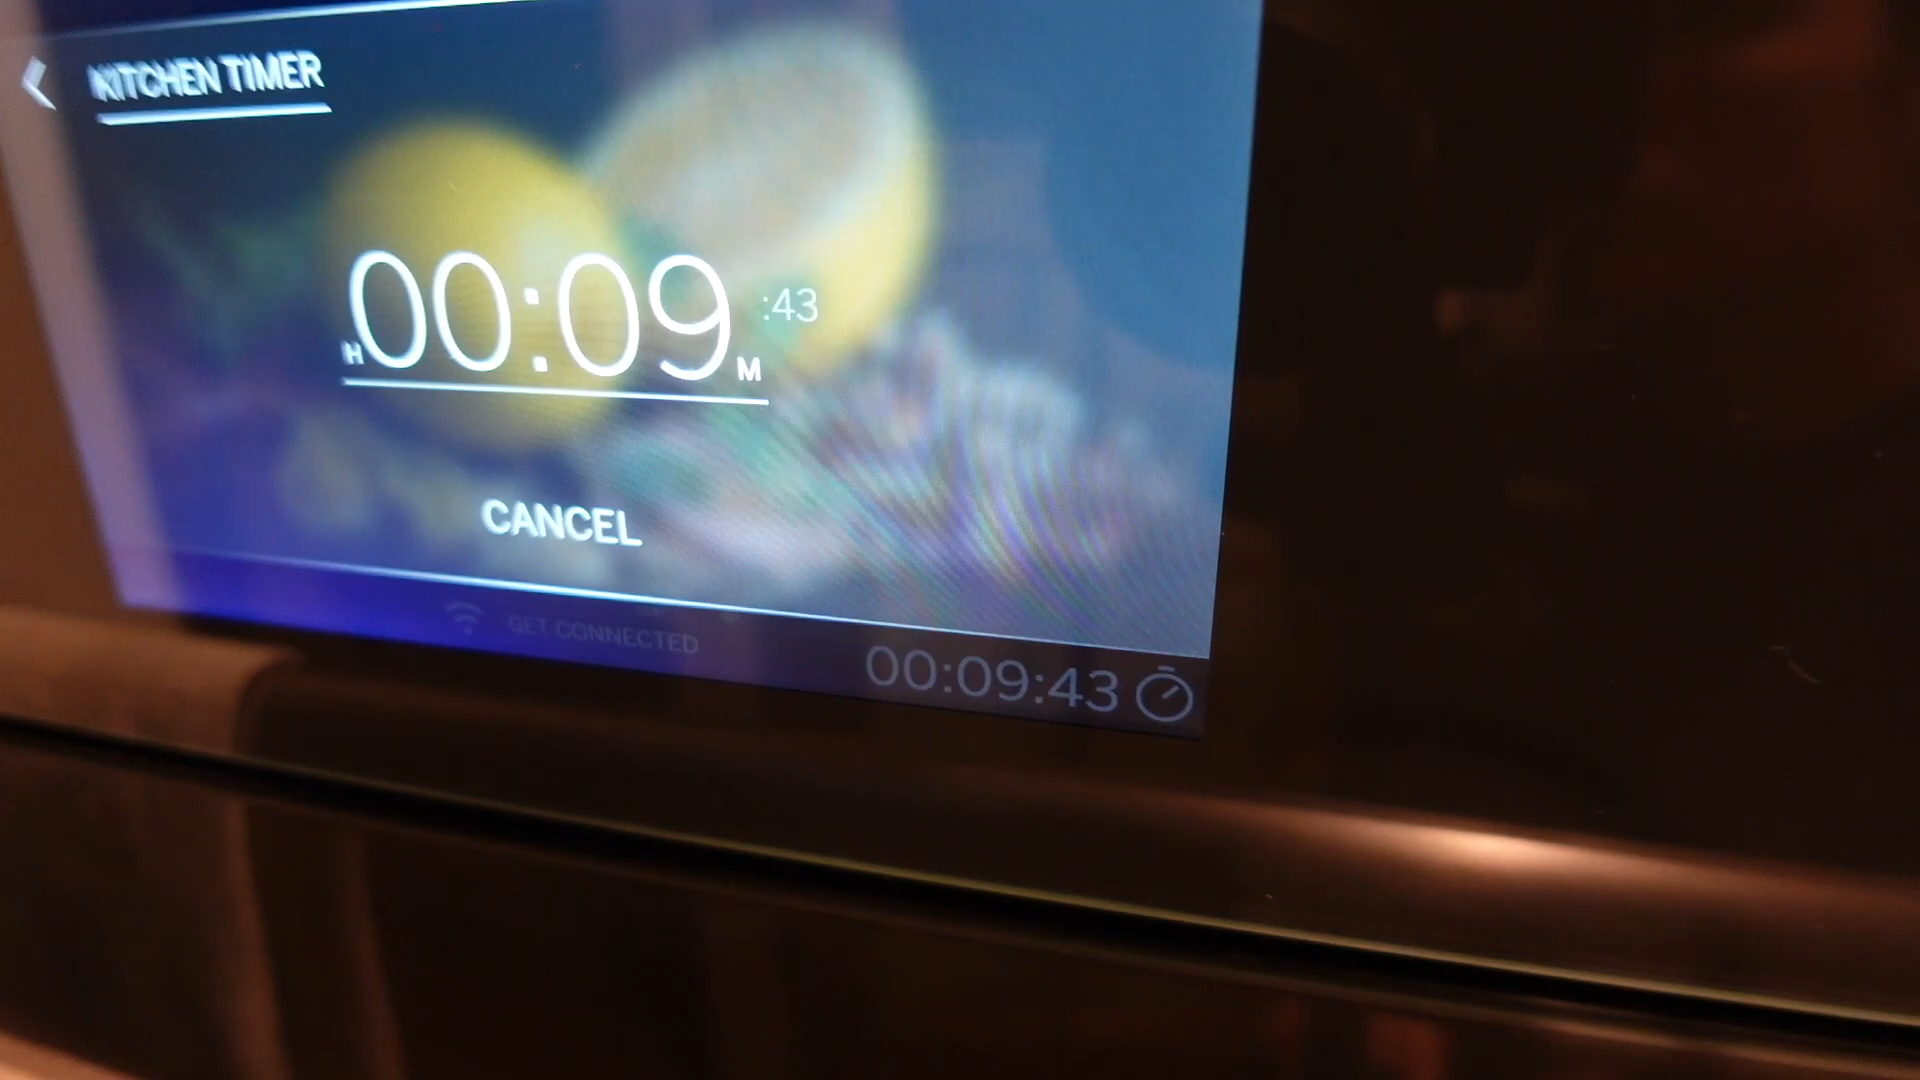 KITCHEN TIMER
H 00:09 M :43
CANCEL
GET CONNECTED
00:09:43